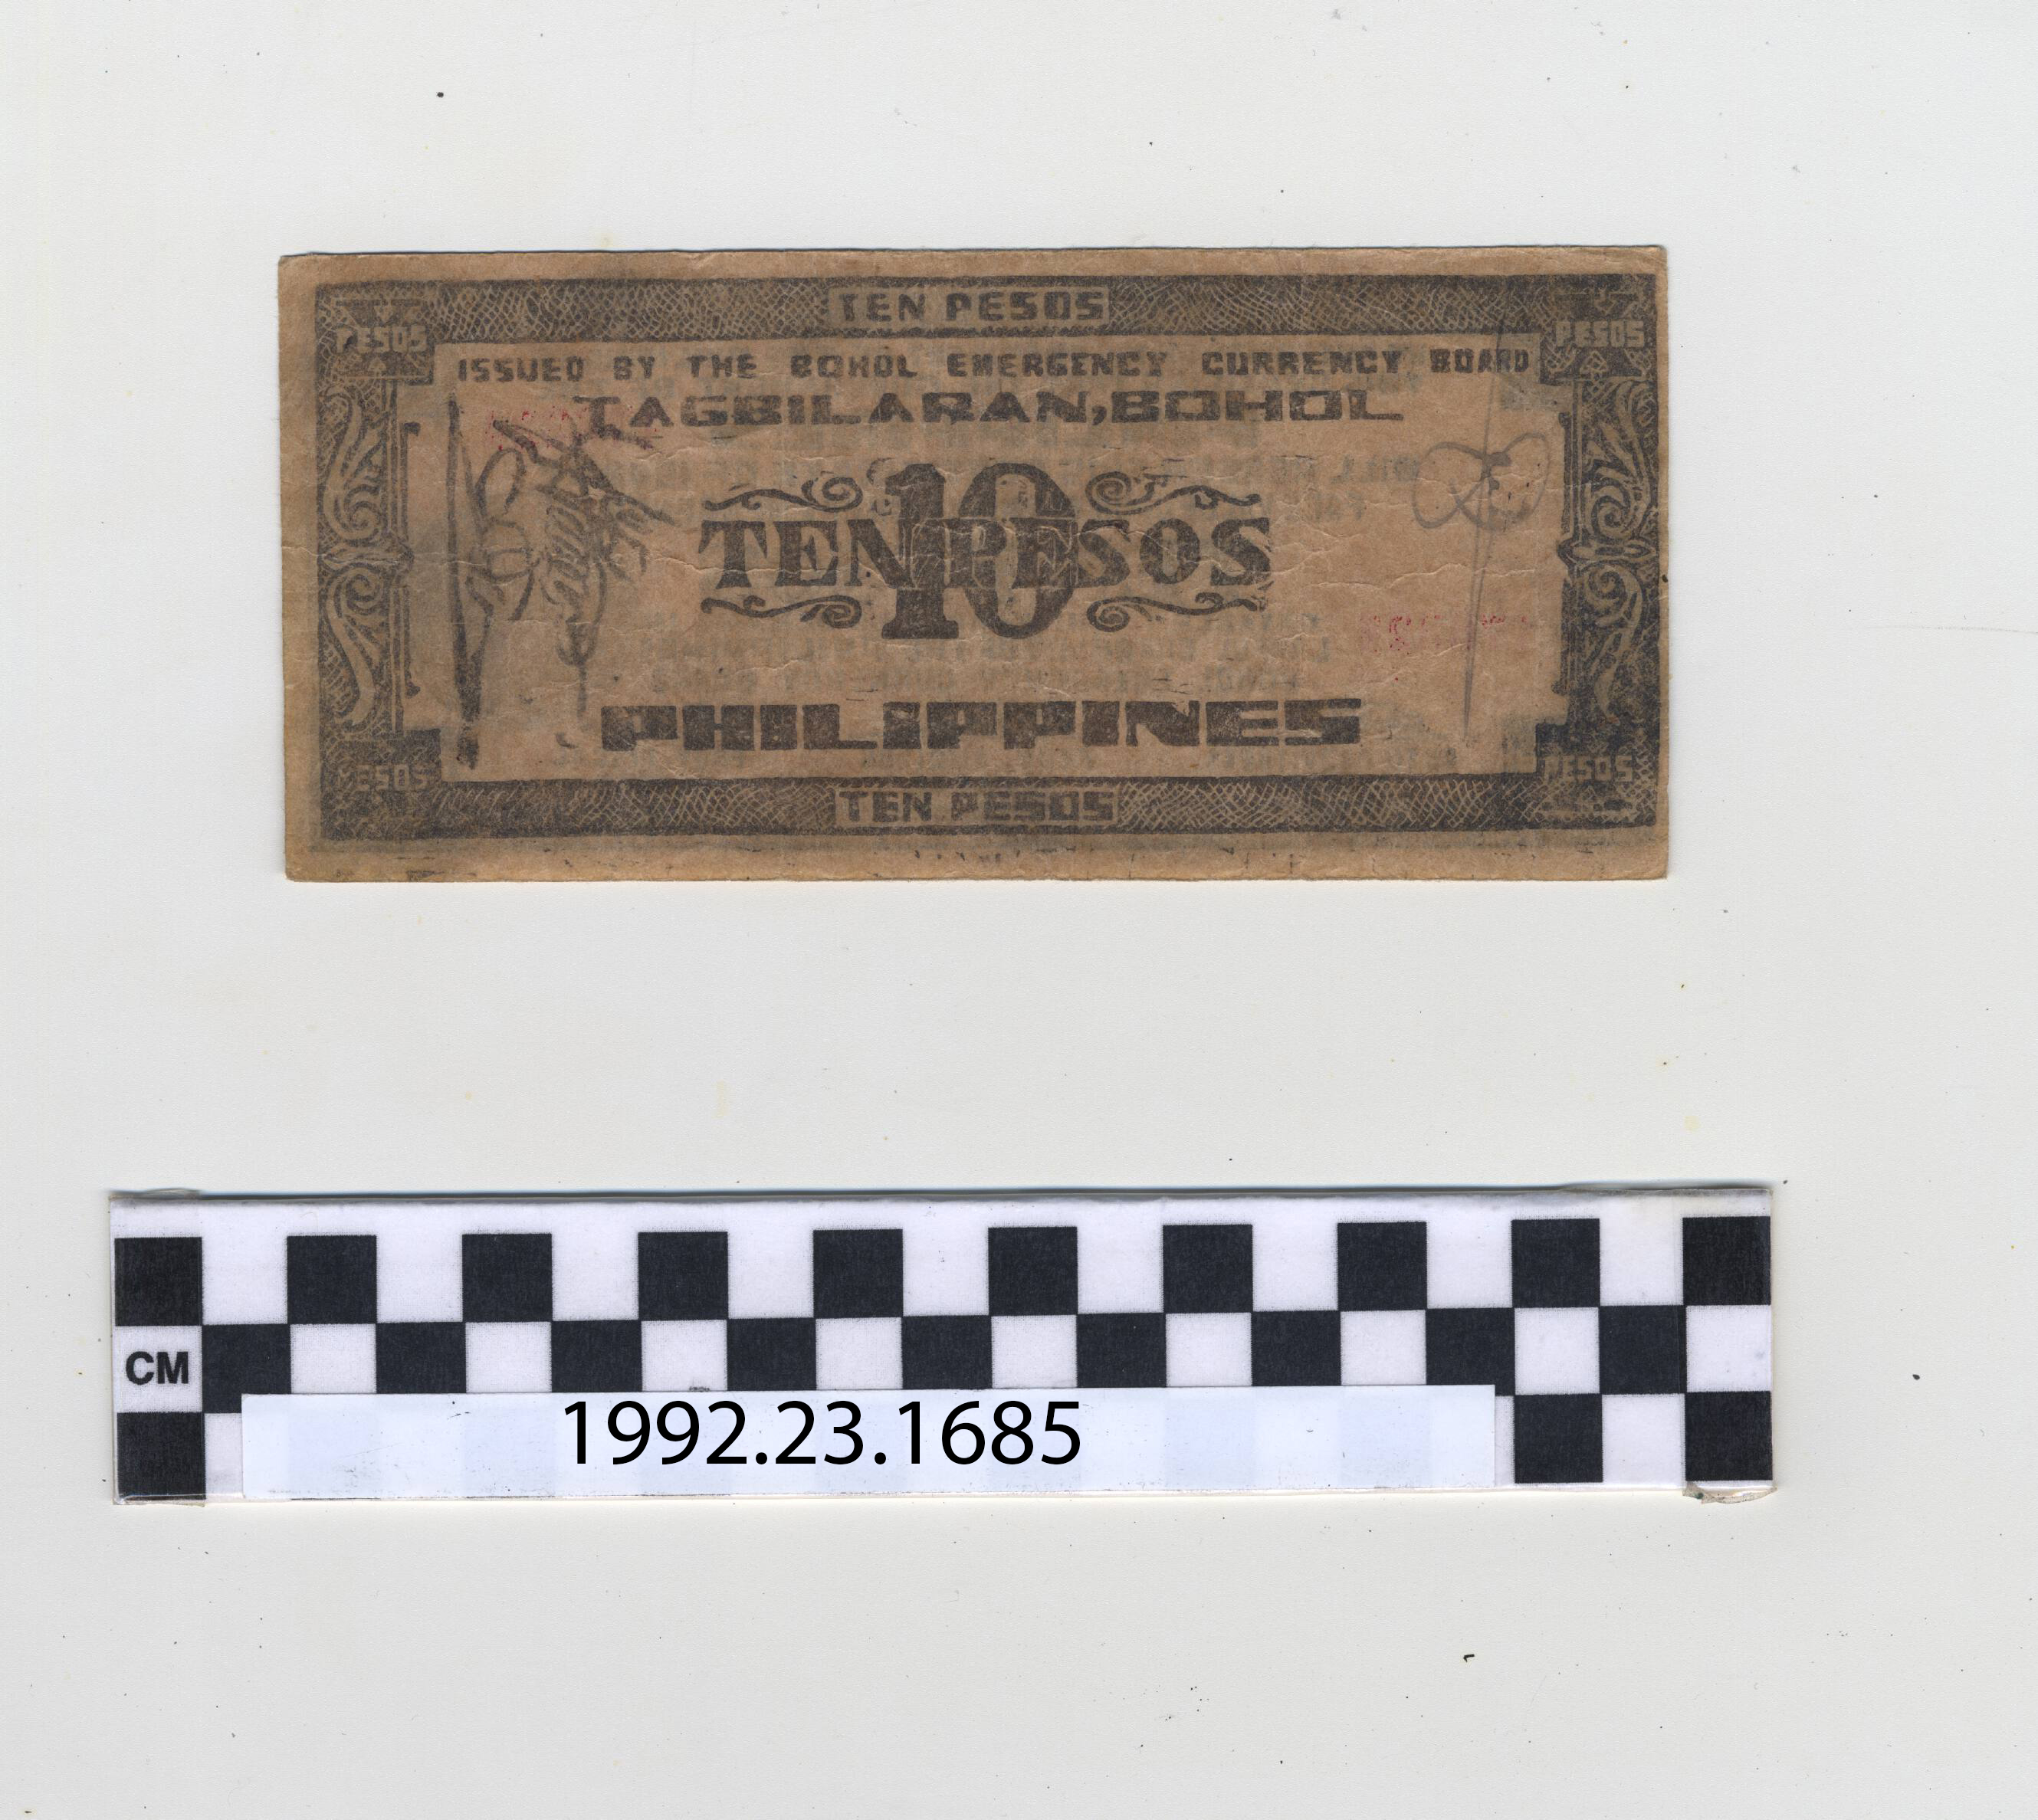 TEN PESOS
PESOS PESOS
ISSUED BY THE BOHOL EMERGENCY CURRENCY BOARD
TAGBILARAN, BOHOL
10
TEN PESOS
PHILIPPINES
PESOS PESOS
TEN PESOS
CM
1992.23.1685